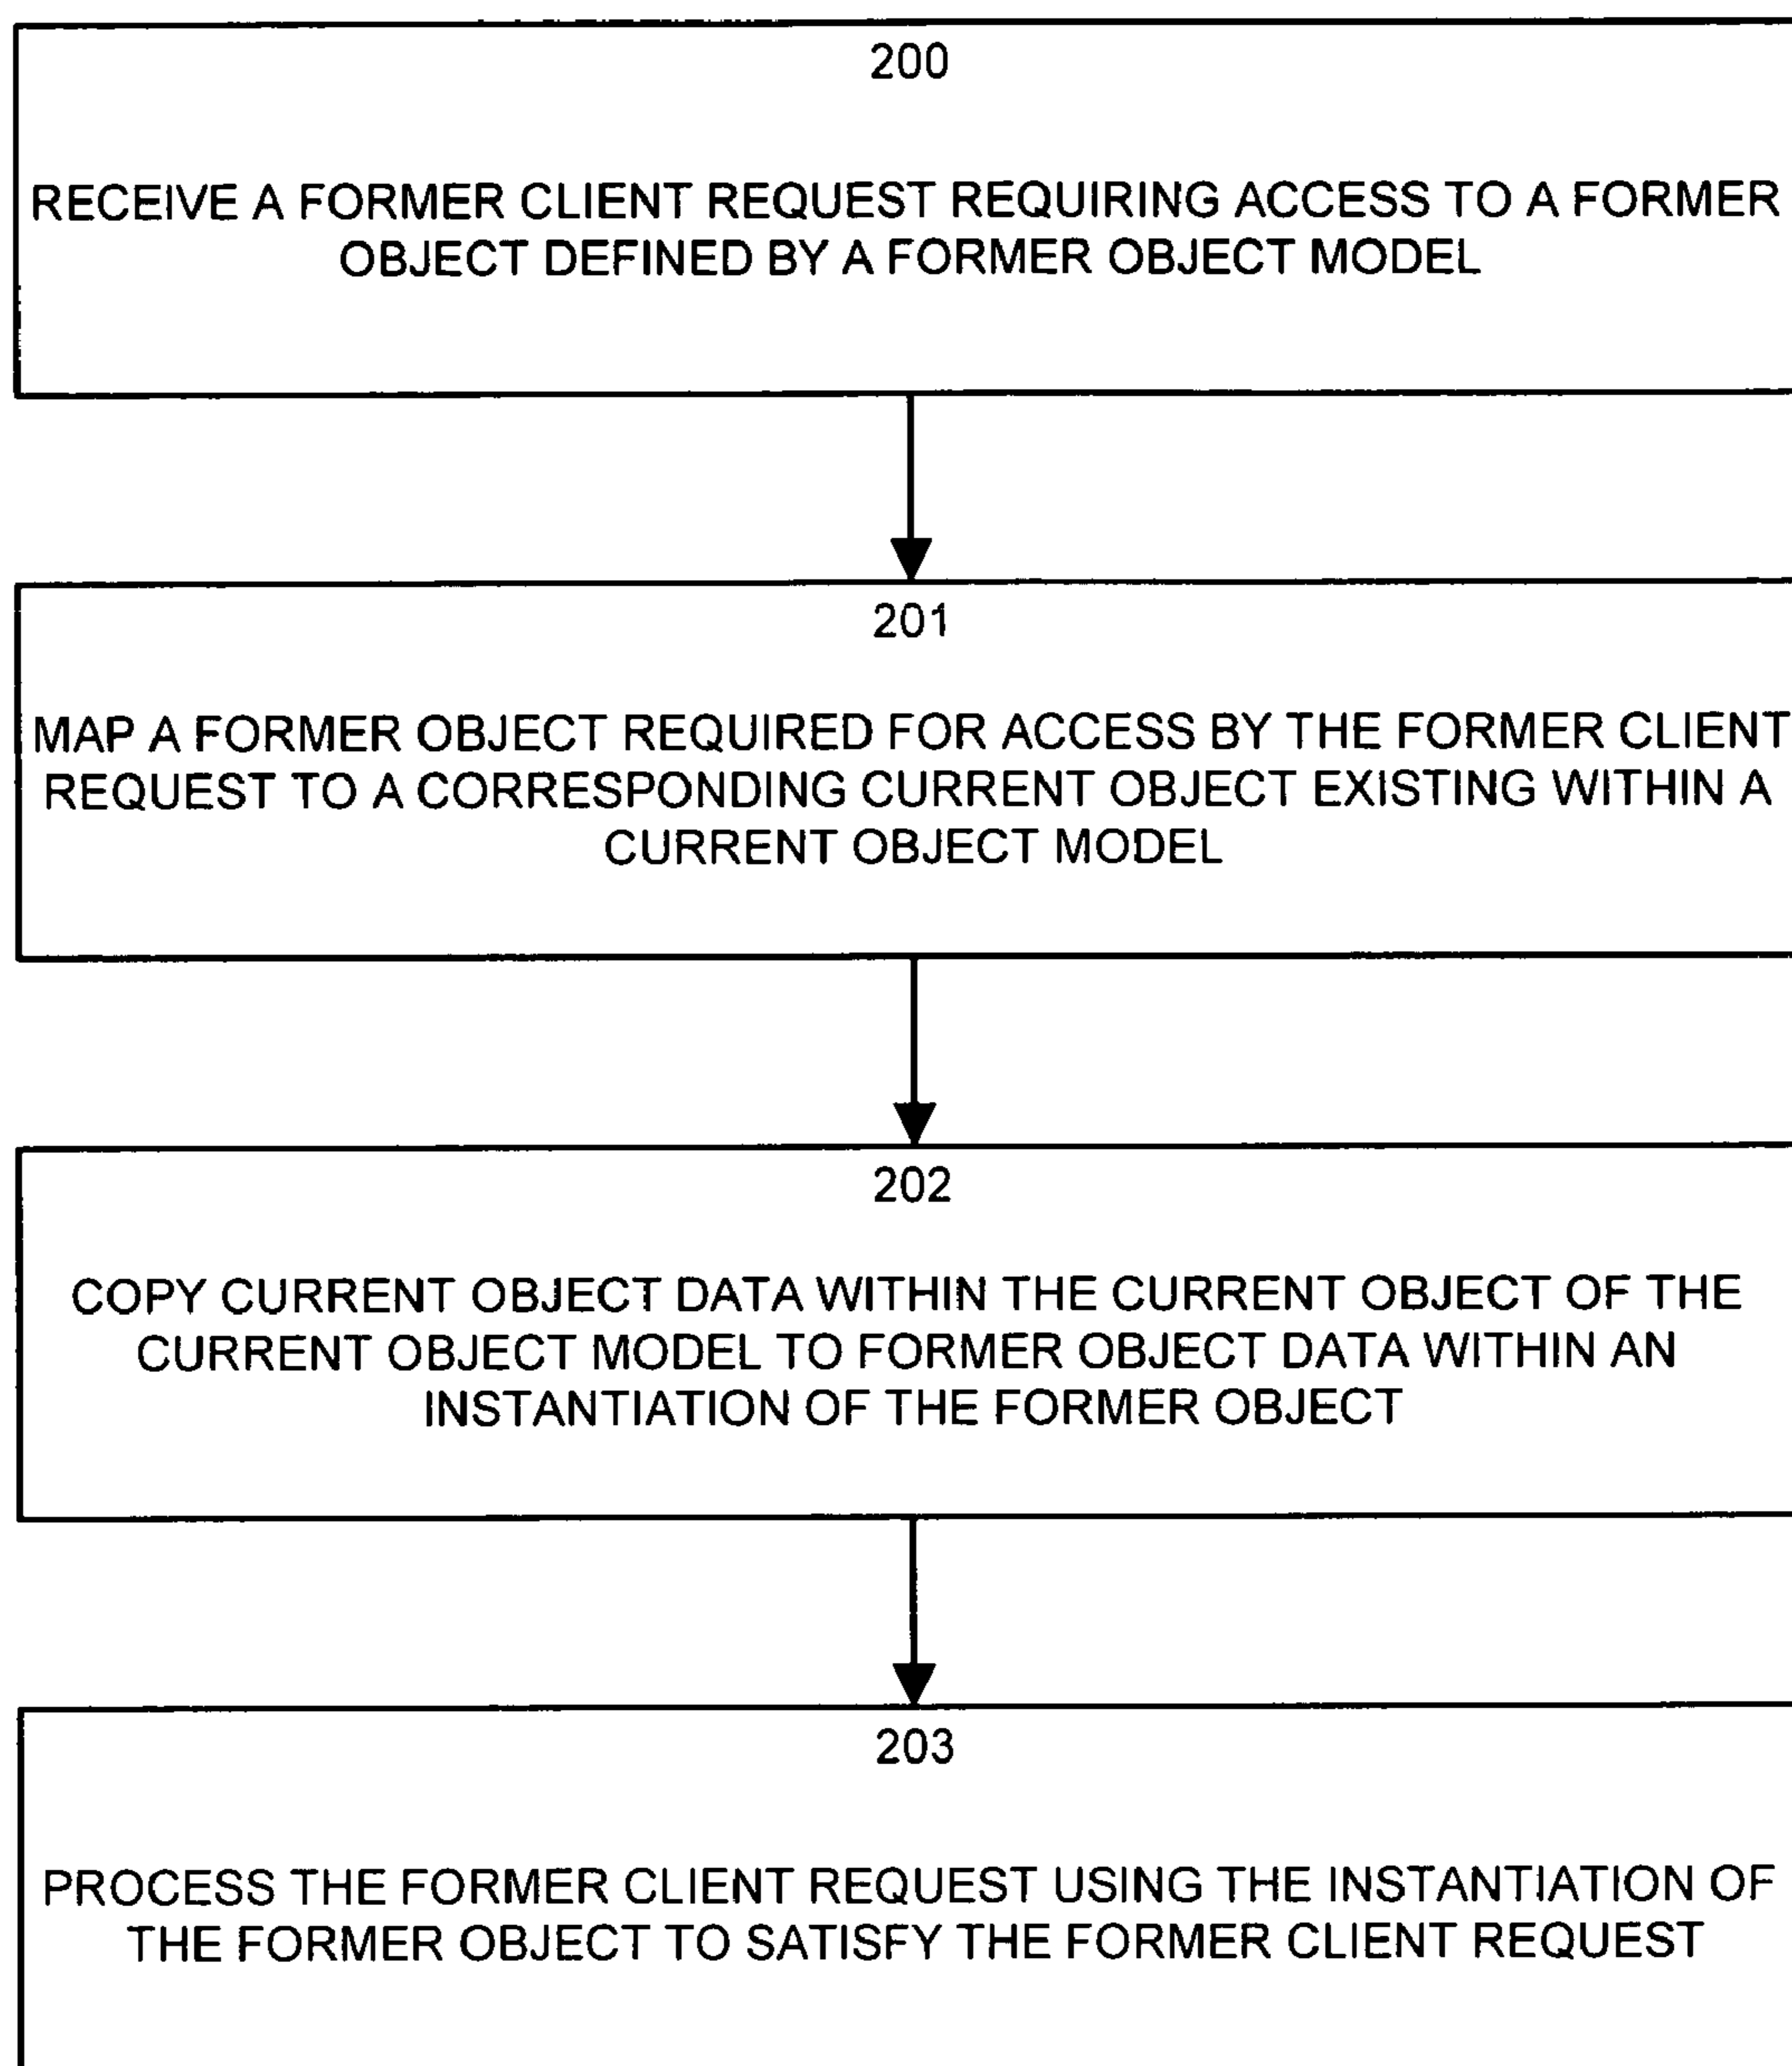 200
RECEIVE A FORMER CLIENT REQUEST REQUIRING ACCESS TO A FORMER
OBJECT DEFINED BY A FORMER OBJECT MODEL
201
MAP A FORMER OBJECT REQUIRED FOR ACCESS BY THE FORMER CLIENT
REQUEST TO A CORRESPONDING CURRENT OBJECT EXISTING WITHIN A
CURRENT OBJECT MODEL
202
COPY CURRENT OBJECT DATA WITHIN THE CURRENT OBJECT OF THE
CURRENT OBJECT MODEL TO FORMER OBJECT DATA WITHIN AN
INSTANTIATION OF THE FORMER OBJECT
203
PROCESS THE FORMER CLIENT REQUEST USING THE INSTANTIATION OF
THE FORMER OBJECT TO SATISFY THE FORMER CLIENT REQUEST